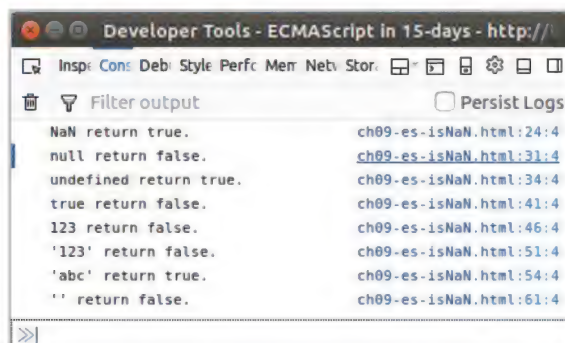 Developer Tools - ECMAScript in 15-days - http://
Insp Cons Deb Style Perfc Mem Netv Stor
Filter output Persist Logs
NaN return true. ch09-es-isNaN.html:24:4
null return false. ch09-es-isNaN.html:31:4
undefined return true. ch09-es-isNaN.html:34:4
true return false. ch09-es-isNaN.html:41:4
123 return false. ch09-es-isNaN.html:46:4
'123' return false. ch09-es-isNaN.html:51:4
'abc' return true. ch09-es-isNaN.html:54:4
'' return false. ch09-es-isNaN.html:61:4